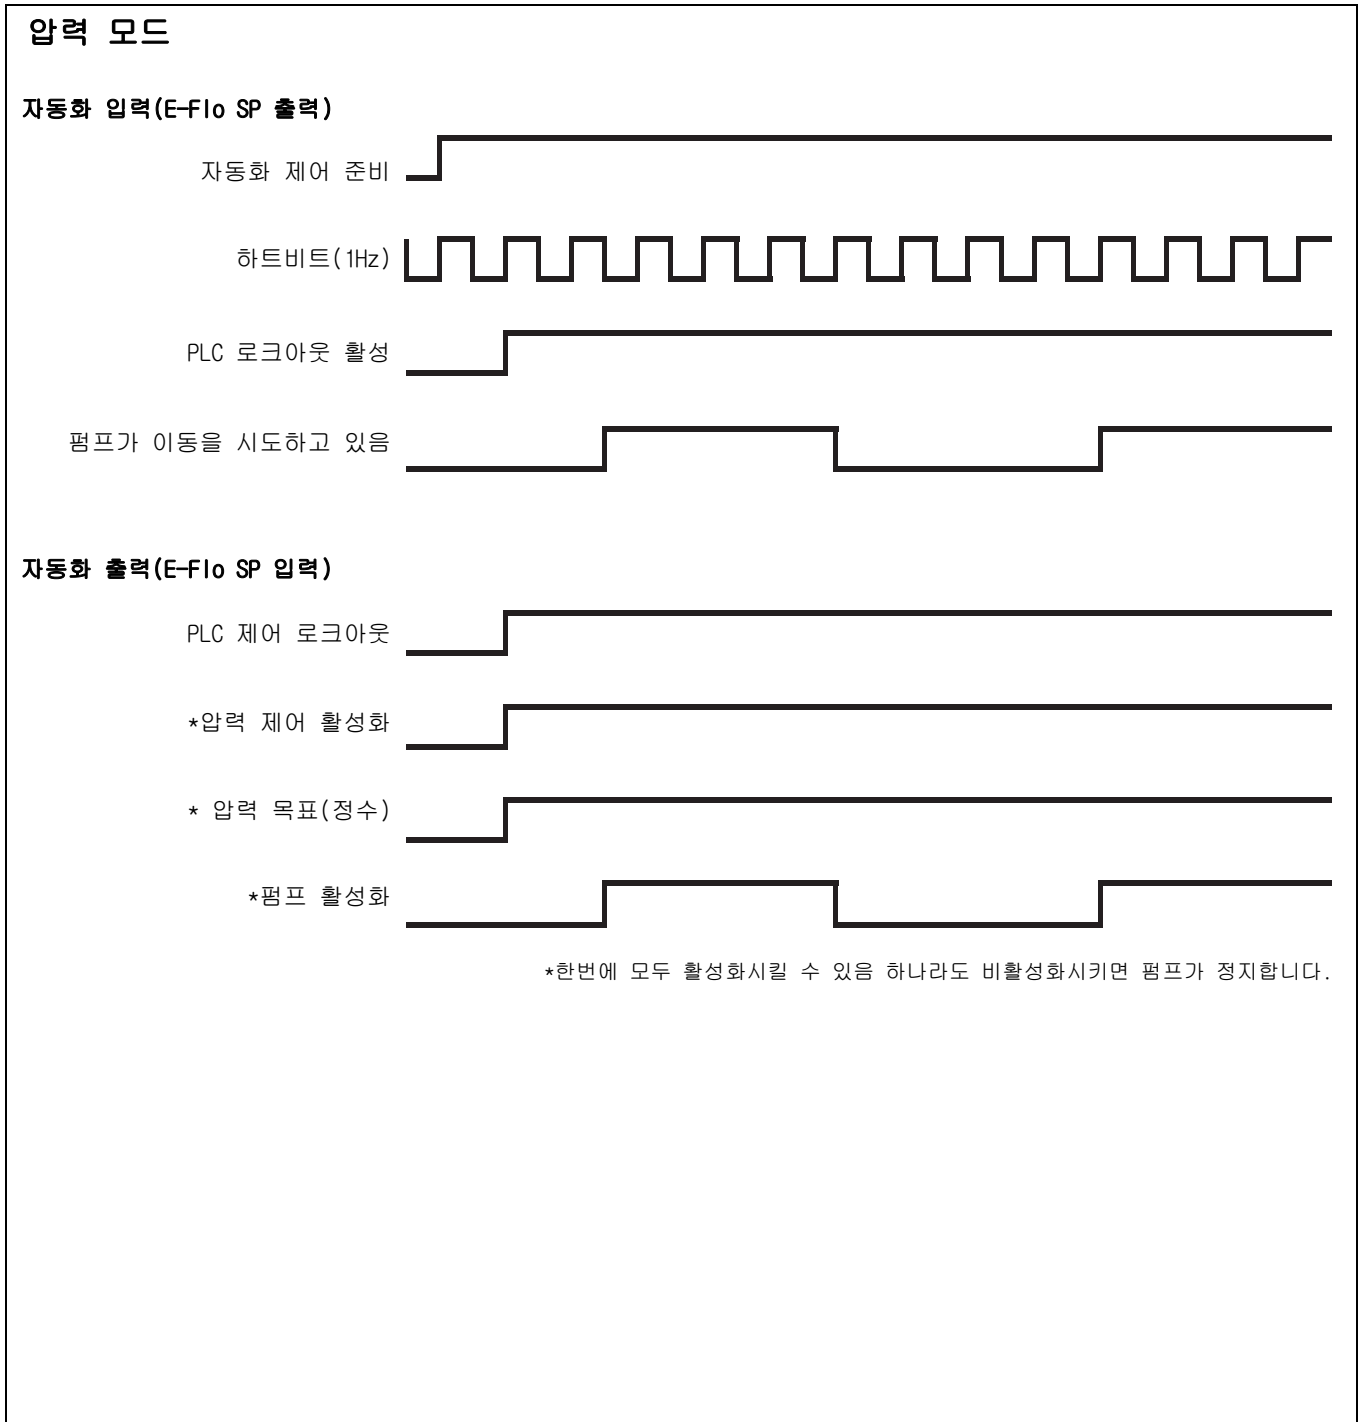 압력 모드
자동화 입력(E-Flo SP 출력)
자동화 제어 준비
하트비트(1Hz)
PLC 로크아웃 활성
펌프가 이동을 시도하고 있음
자동화 출력(E-Flo SP 입력)
PLC 제어 로크아웃
*압력 제어 활성화
* 압력 목표(정수)
*펌프 활성화
*한번에 모두 활성화시킬 수 있음 하나라도 비활성화시키면 펌프가 정지합니다.